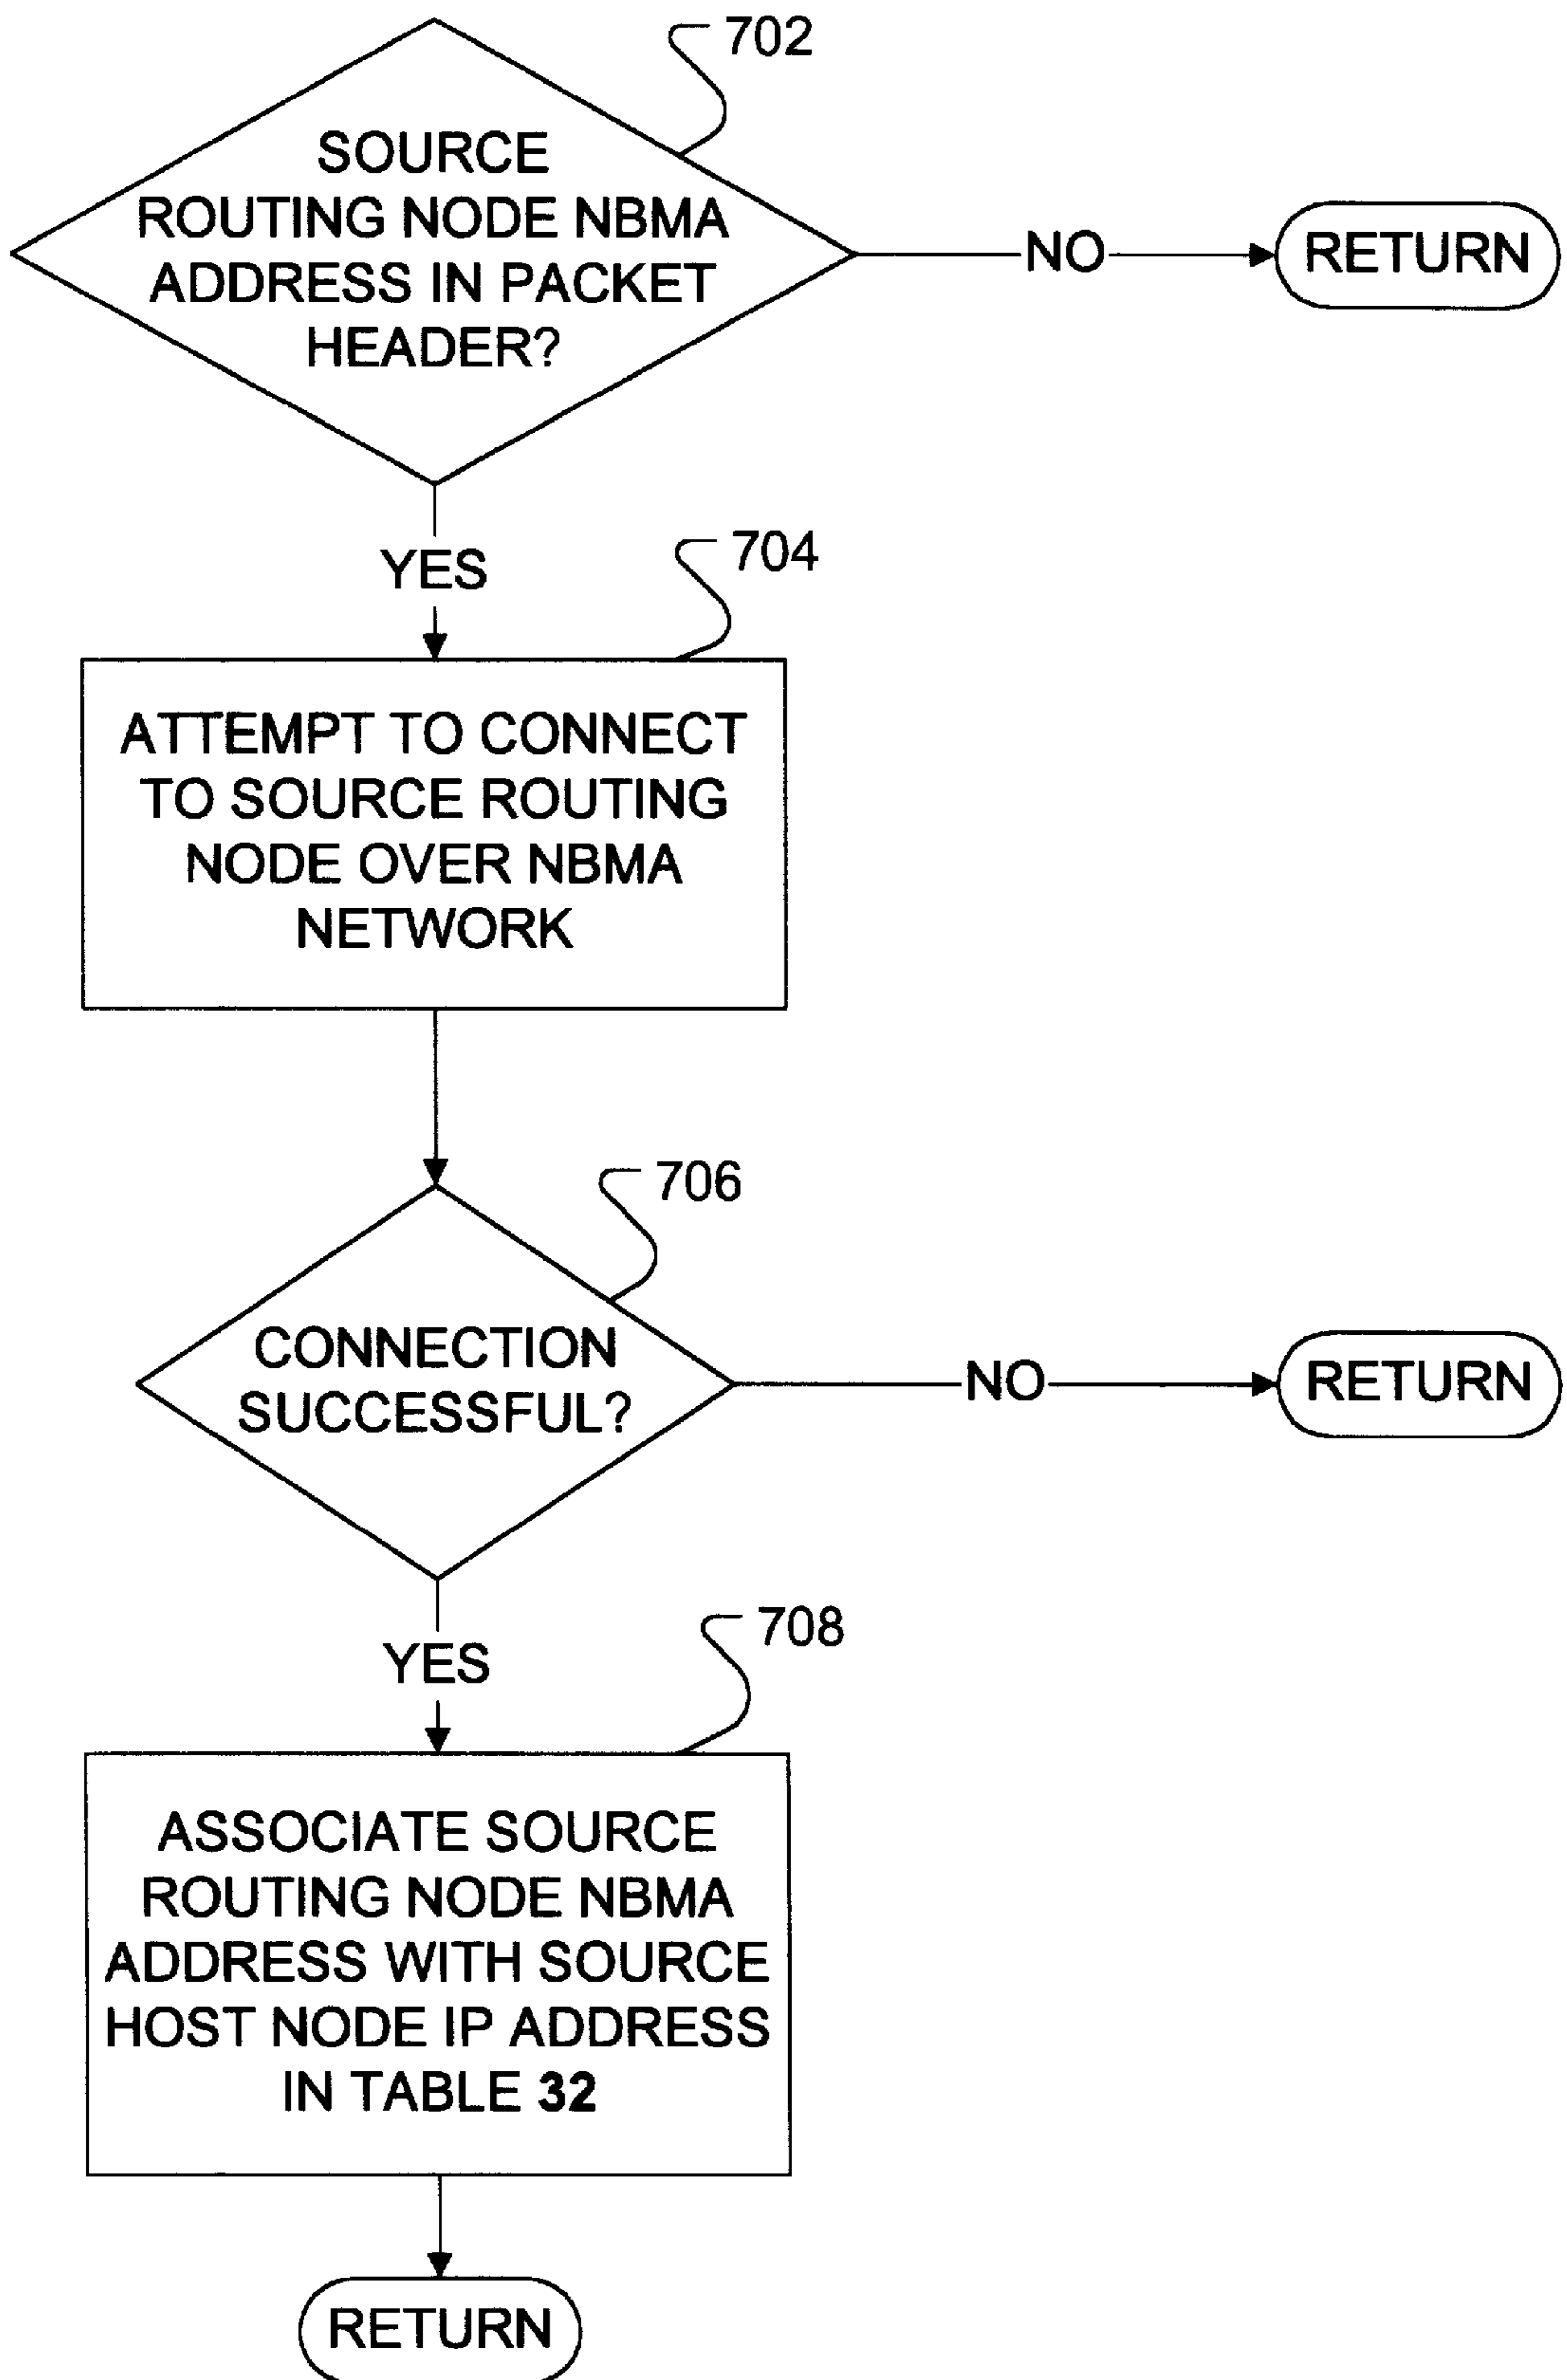 702
SOURCE
ROUTING NODE NBMA
ADDRESS IN PACKET
HEADER?
NO
RETURN
YES
704
ATTEMPT TO CONNECT
TO SOURCE ROUTING
NODE OVER NBMA
NETWORK
706
CONNECTION
SUCCESSFUL?
NO
RETURN
YES
708
ASSOCIATE SOURCE
ROUTING NODE NBMA
ADDRESS WITH SOURCE
HOST NODE IP ADDRESS
IN TABLE 32
RETURN